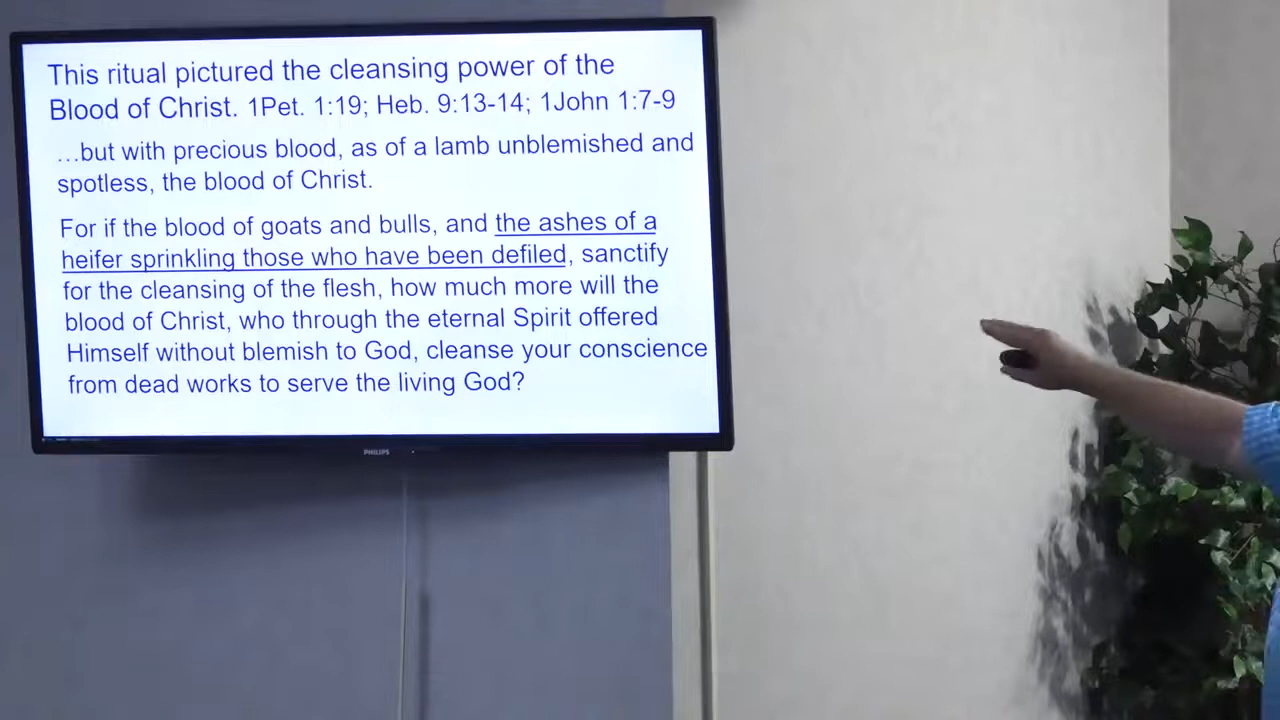 This ritual pictured the cleansing power of the
Blood of Christ. 1Pet. 1:19; Heb. 9:13-14; 1John 1:7-9
…but with precious blood, as of a lamb unblemished and
spotless, the blood of Christ.
For if the blood of goats and bulls, and the ashes of a
heifer sprinkling those who have been defiled, sanctify
for the cleansing of the flesh, how much more will the
blood of Christ, who through the eternal Spirit offered
Himself without blemish to God, cleanse your conscience
from dead works to serve the living God?
PHILIPS